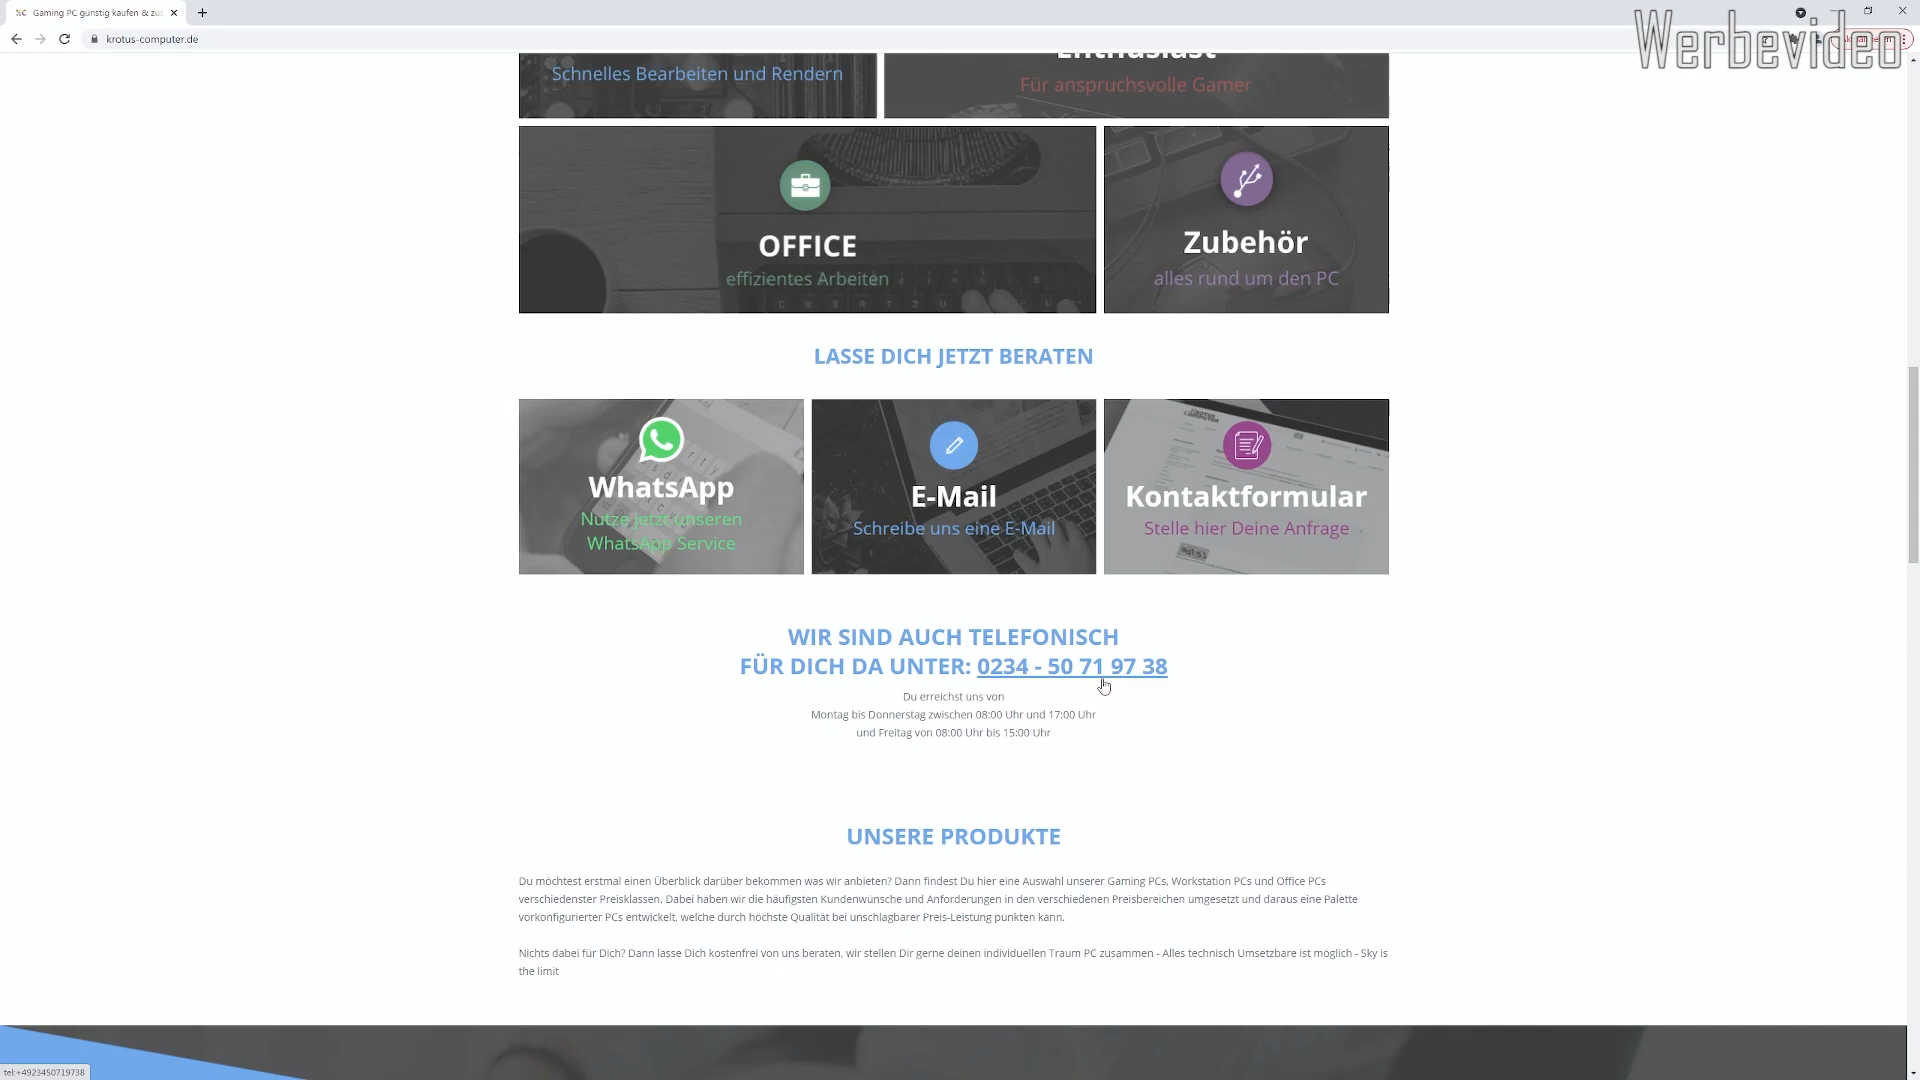 Gaming PC günstig kaufen & zu
krotus-computer.de
Werbevideo
Schnelles Bearbeiten und Rendern
Enthusiast
Für anspruchsvolle Gamer
OFFICE
effizientes Arbeiten
Zubehör
alles rund um den PC
LASSE DICH JETZT BERATEN
WhatsApp
Nutze jetzt unseren
WhatsApp Service
E-Mail
Schreibe uns eine E-Mail
Kontaktformular
Stelle hier Deine Anfrage
WIR SIND AUCH TELEFONISCH
FÜR DICH DA UNTER: 0234 - 50 71 97 38
Du erreichst uns von
Montag bis Donnerstag zwischen 08:00 Uhr und 17:00 Uhr
und Freitag von 08:00 Uhr bis 15:00 Uhr
UNSERE PRODUKTE
Du möchtest erstmal einen Überblick darüber bekommen was wir anbieten? Dann findest Du hier eine Auswahl unserer Gaming PCs, Workstation PCs und Office PCs
verschiedenster Preisklassen. Dabei haben wir die häufigsten Kundenwünsche und Anforderungen in den verschiedenen Preisbereichen umgesetzt und daraus eine Palette
vorkonfigurierter PCs entwickelt, welche durch höchste Qualität bei unschlagbarer Preis-Leistung punkten kann.
Nichts dabei für Dich? Dann lasse Dich kostenfrei von uns beraten, wir stellen Dir gerne deinen individuellen Traum PC zusammen - Alles technisch Umsetzbare ist möglich - Sky is
the limit
tel:+4923450719738